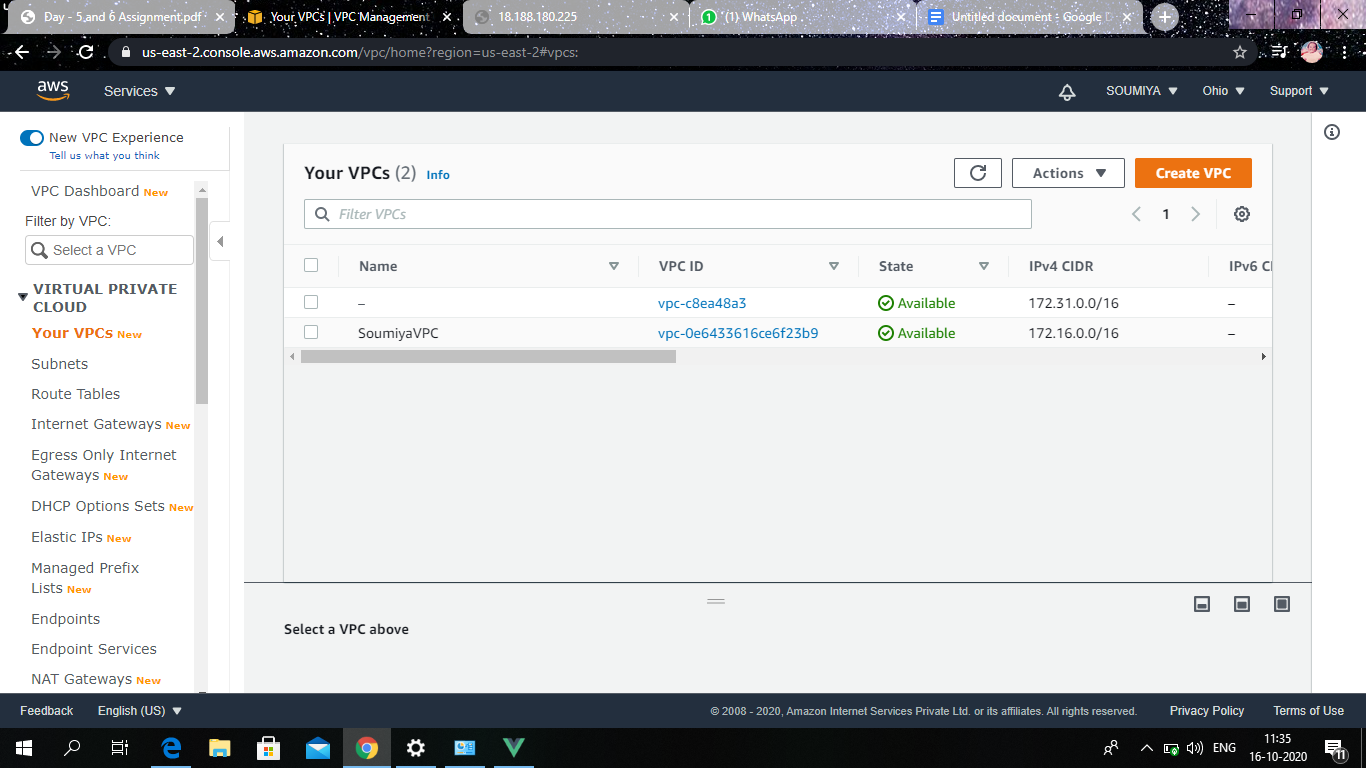 Day - 5,and 6 Assignment.pdf
Your VPCs | VPC Management
18.188.180.225
(1) WhatsApp
Untitled document - Google D
us-east-2.console.aws.amazon.com/vpc/home?region=us-east-2#vpcs:
aws
Services
SOUMIYA
Ohio
Support
New VPC Experience
Tell us what you think
VPC Dashboard New
Filter by VPC:
Select a VPC
VIRTUAL PRIVATE
CLOUD
Your VPCs New
Subnets
Route Tables
Internet Gateways New
Egress Only Internet
Gateways New
DHCP Options Sets New
Elastic IPs New
Managed Prefix
Lists New
Endpoints
Endpoint Services
NAT Gateways New
Your VPCs (2) Info
Actions
Create VPC
Filter VPCs
1
Name VPC ID State IPv4 CIDR IPv6 CI
– vpc-c8ea48a3 Available 172.31.0.0/16 –
SoumiyaVPC vpc-0e6433616ce6f23b9 Available 172.16.0.0/16 –
Select a VPC above
Feedback English (US)
© 2008 - 2020, Amazon Internet Services Private Ltd. or its affiliates. All rights reserved.
Privacy Policy Terms of Use
ENG
11:35
16-10-2020
11